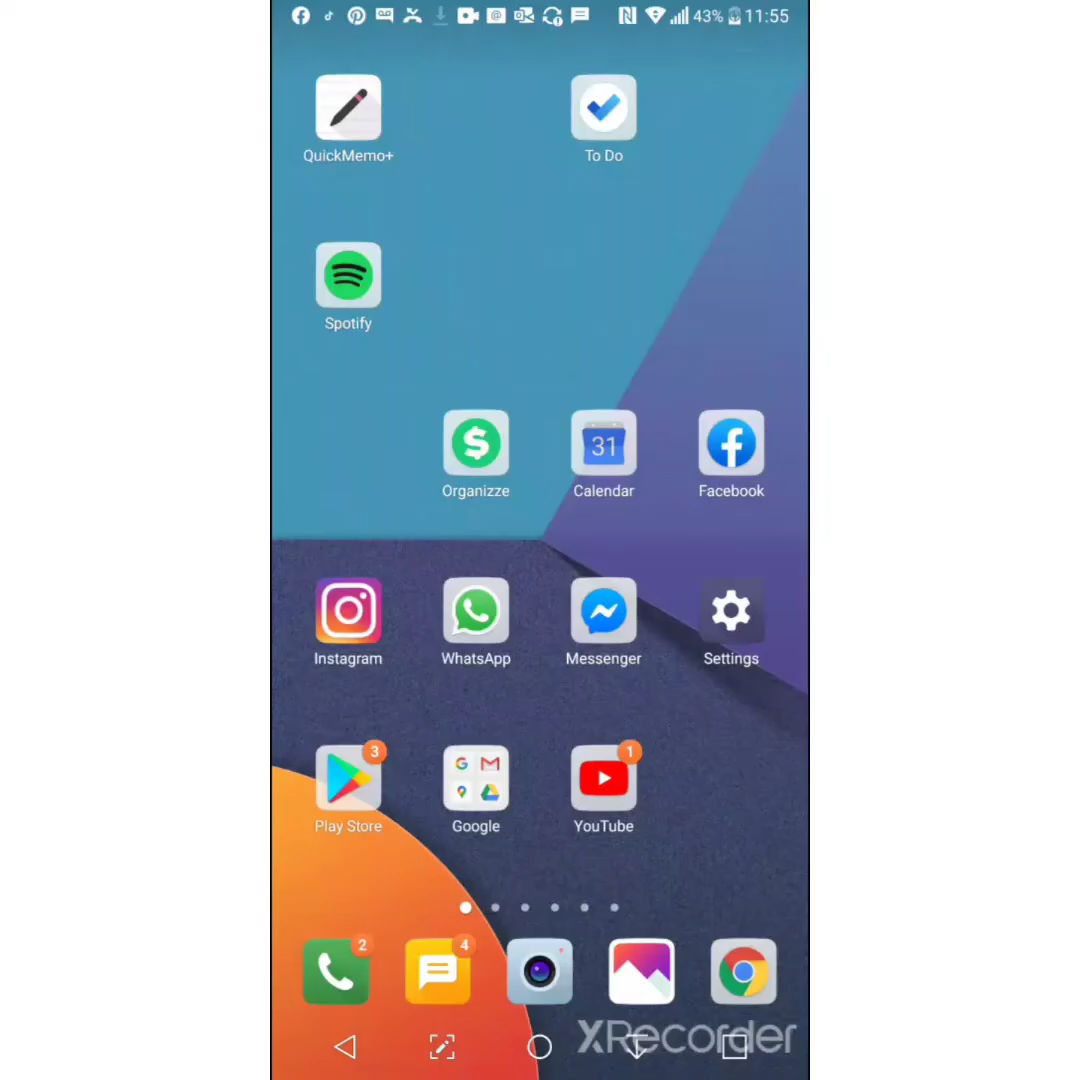 43% 11:55
QuickMemo+ To Do
Spotify
31
Organizze Calendar Facebook
Instagram WhatsApp Messenger Settings
3 1
Play Store Google YouTube
2 4
XRecorder